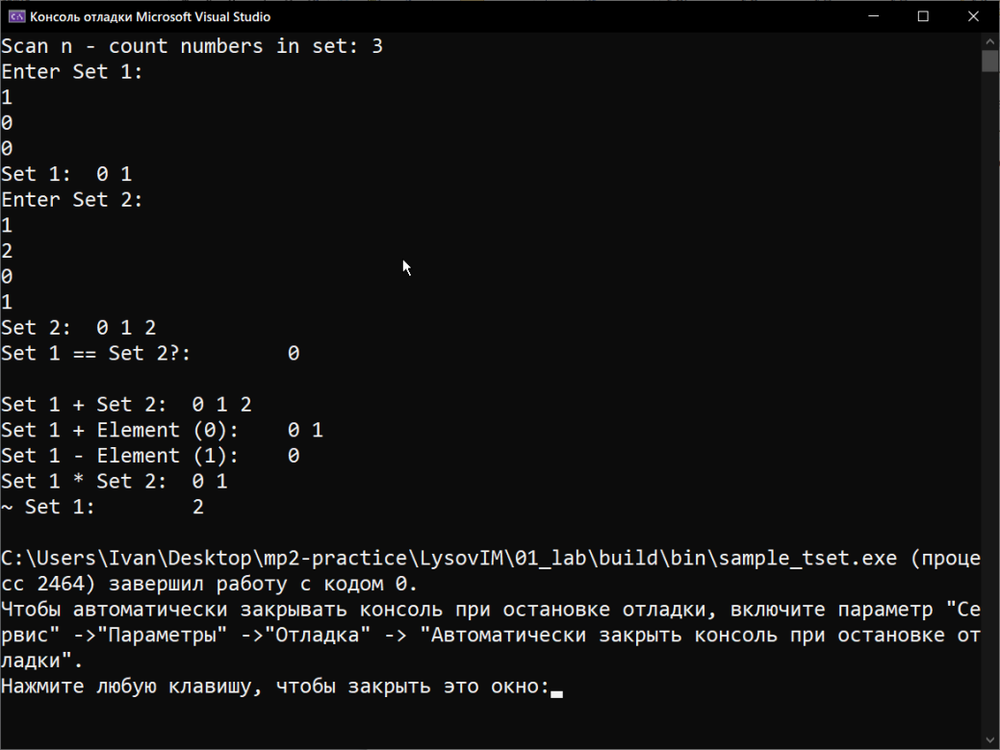 Консоль отладки Microsoft Visual Studio
Scan n - count numbers in set: 3
Enter Set 1:
1
0
0
Set 1:  0 1
Enter Set 2:
1
2
0
1
Set 2:  0 1 2
Set 1 == Set 2?:        0

Set 1 + Set 2:  0 1 2
Set 1 + Element (0):    0 1
Set 1 - Element (1):    0
Set 1 * Set 2:  0 1
~ Set 1:        2

C:\Users\Ivan\Desktop\mp2-practice\LysovIM\01_lab\build\bin\sample_tset.exe (проце
сс 2464) завершил работу с кодом 0.
Чтобы автоматически закрывать консоль при остановке отладки, включите параметр "Се
рвис" ->"Параметры" ->"Отладка" -> "Автоматически закрыть консоль при остановке от
ладки".
Нажмите любую клавишу, чтобы закрыть это окно: